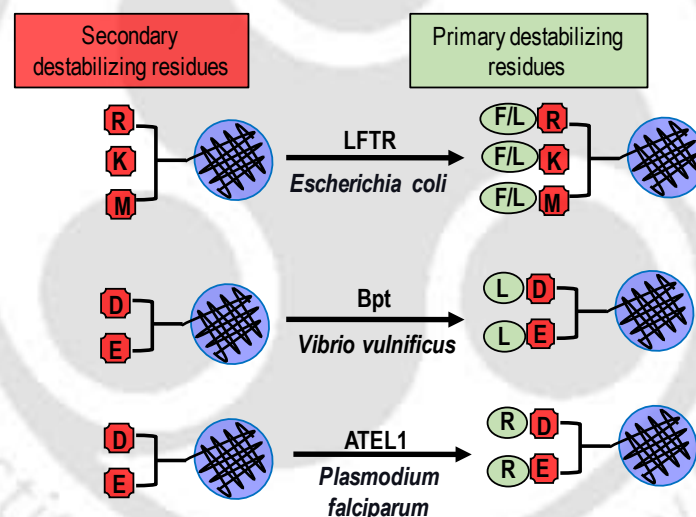 Secondary
destabilizing residues
Primary destabilizing
residues
R
K
M
LFTR
Escherichia coli
F/L R
F/L K
F/L M
D
E
Bpt
Vibrio vulnificus
L D
L E
D
E
ATEL1
Plasmodium
falciparum
R D
R E